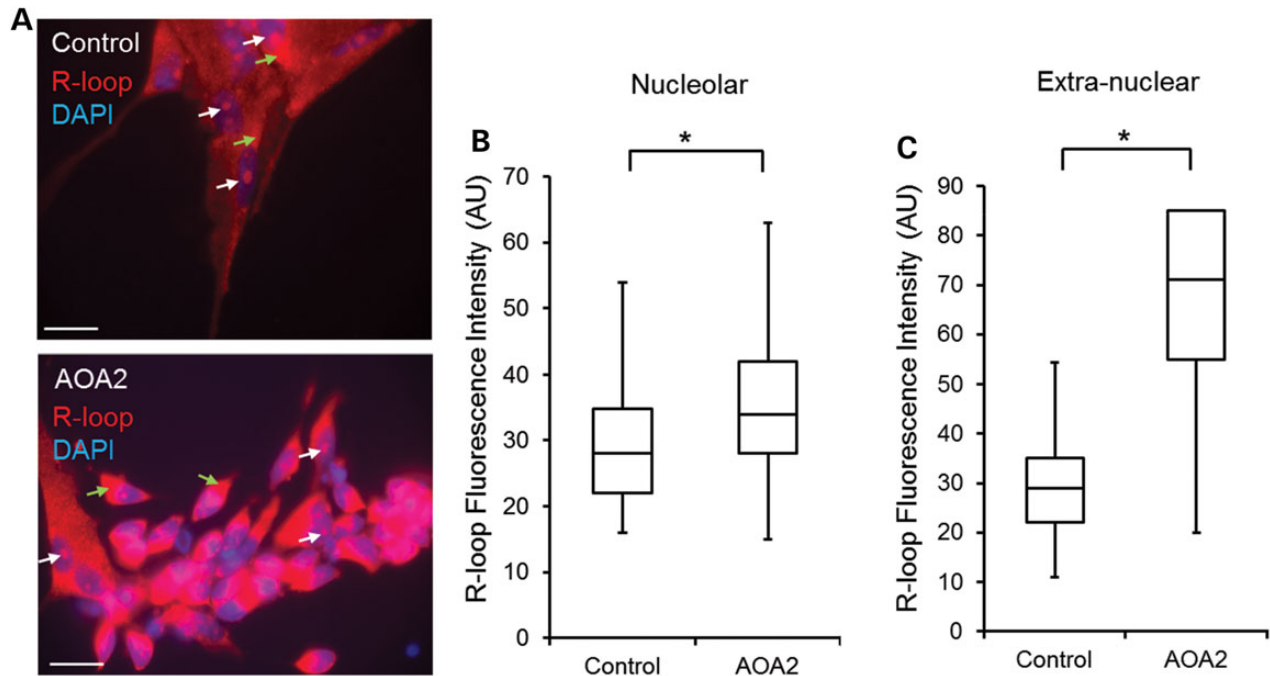 A
Control
R-loop
DAPI
AOA2
R-loop
DAPI
Nucleolar
B
*
R-loop Fluorescence Intensity (AU)
70
60
50
40
30
20
10
0
Control AOA2
Extra-nuclear
C
*
R-loop Fluorescence Intensity (AU)
90
80
70
60
50
40
30
20
10
0
Control AOA2